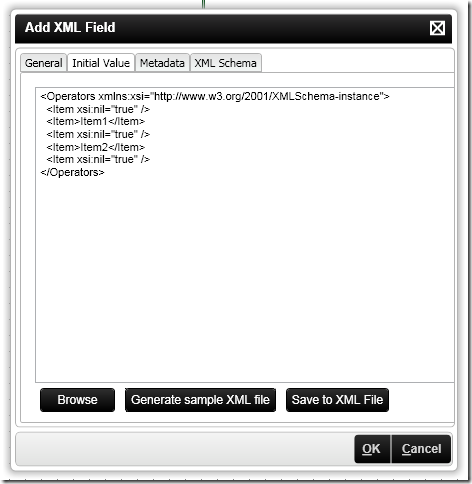 Add XML Field
General Initial Value Metadata XML Schema
<Operators xmlns:xsi="http://www.w3.org/2001/XMLSchema-instance">
<Item xsi:nil="true" />
<Item>Item1</Item>
<Item xsi:nil="true" />
<Item>Item2</Item>
<Item xsi:nil="true" />
</Operators>
Browse Generate sample XML file Save to XML File
OK Cancel